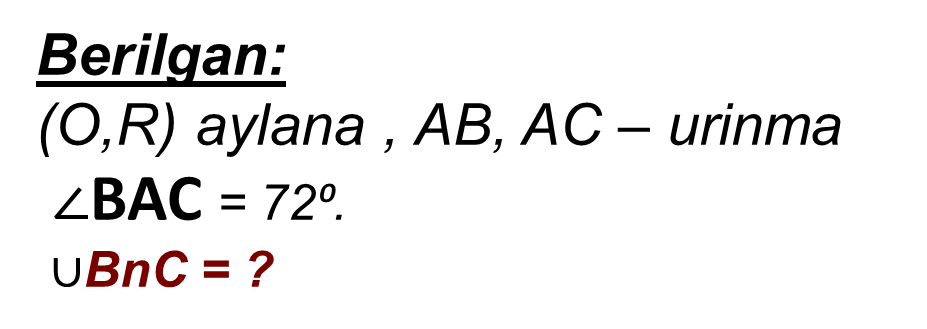 Berilgan:
(O,R) aylana , AB, AC – urinma
∠BAC = 72º.
∪BnC = ?